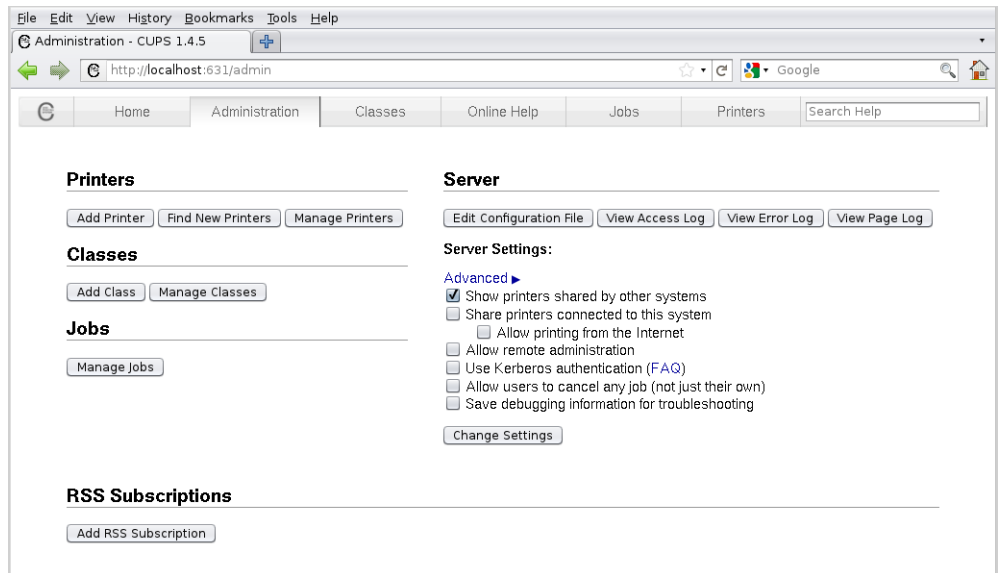 File Edit View History Bookmarks Tools Help
Administration - CUPS 1.4.5
http://localhost:631/admin
Google
Home Administration Classes Online Help Jobs Printers Search Help
Printers
Add Printer Find New Printers Manage Printers
Classes
Add Class Manage Classes
Jobs
Manage Jobs
Server
Edit Configuration File View Access Log View Error Log View Page Log
Server Settings:
Advanced ▶
Show printers shared by other systems
Share printers connected to this system
Allow printing from the Internet
Allow remote administration
Use Kerberos authentication (FAQ)
Allow users to cancel any job (not just their own)
Save debugging information for troubleshooting
Change Settings
RSS Subscriptions
Add RSS Subscription